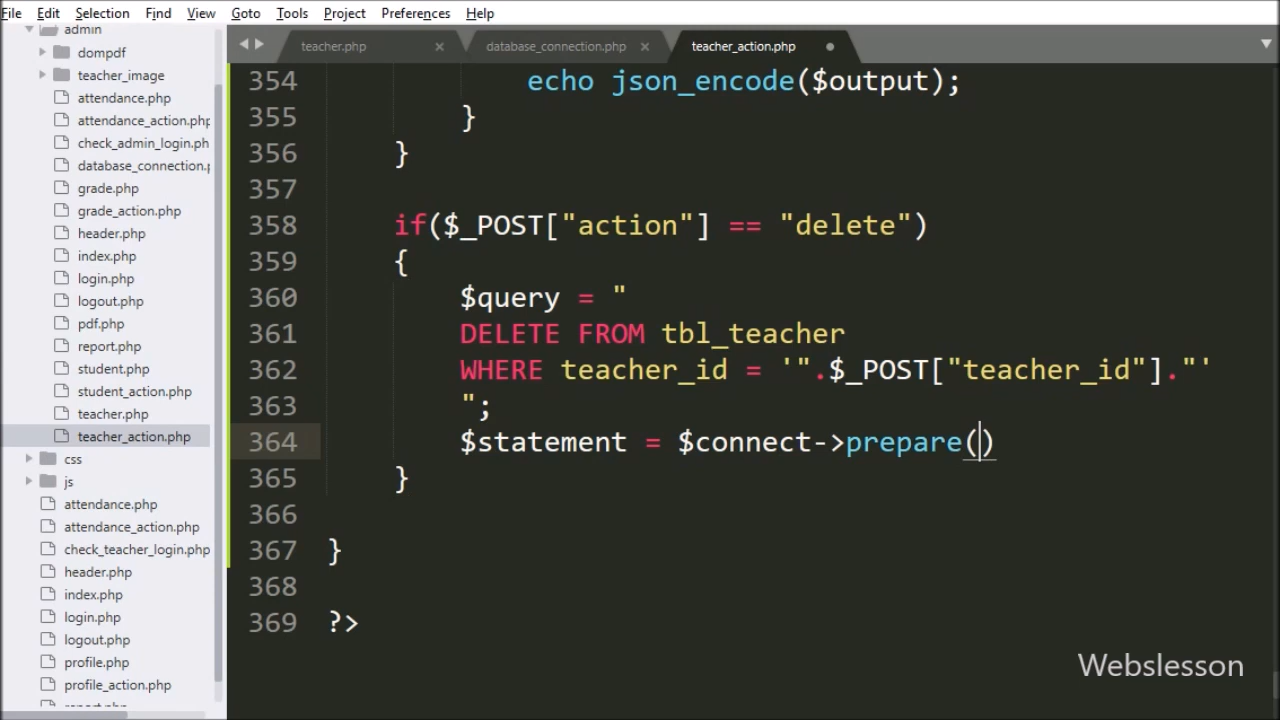 File Edit Selection Find View Goto Tools Project Preferences Help
teacher.php database_connection.php teacher_action.php
admin
dompdf
teacher_image
attendance.php
attendance_action.php
check_admin_login.ph
database_connection.p
grade.php
grade_action.php
header.php
index.php
login.php
logout.php
pdf.php
report.php
student.php
student_action.php
teacher.php
teacher_action.php
css
js
attendance.php
attendance_action.php
check_teacher_login.php
header.php
index.php
login.php
logout.php
profile.php
profile_action.php
report.php
354 echo json_encode($output);
355 }
356 }
357
358 if($_POST["action"] == "delete")
359 {
360 $query = "
361 DELETE FROM tbl_teacher
362 WHERE teacher_id = '".$_POST["teacher_id"]."'
363 ";
364 $statement = $connect->prepare()
365 }
366
367 }
368
369 ?>
Webslesson